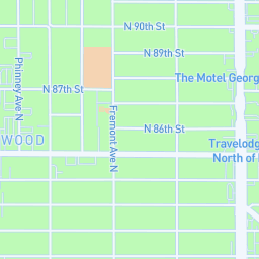 N 90th St
N 89th St
The Motel Georg
Phinney Ave N
N 87th St
Fremont Ave N
N 86th St
WOOD
Travelodg
North of